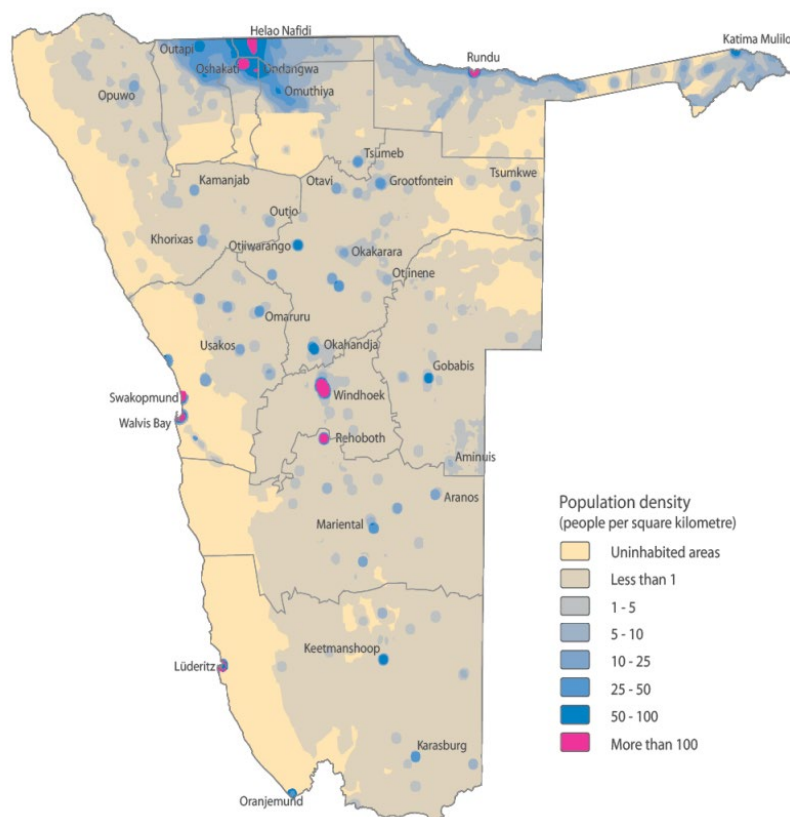 Helao Nafidi
Katima Mulilo
Outapi
Rundu
Oshakati
Ondangwa
Opuwo
Omuthiya
Tsumeb
Kamanjab
Otavi
Grootfontein
Tsumkwe
Outjo
Khorixas
Otjiwarango
Okakarara
Otjinene
Omaruru
Usakos
Okahandja
Gobabis
Swakopmund
Windhoek
Walvis Bay
Rehoboth
Aminuis
Aranos
Mariental
Population density
(people per square kilometre)
Uninhabited areas
Less than 1
1 - 5
5 - 10
10 - 25
25 - 50
50 - 100
More than 100
Keetmanshoop
Lüderitz
Karasburg
Oranjemund